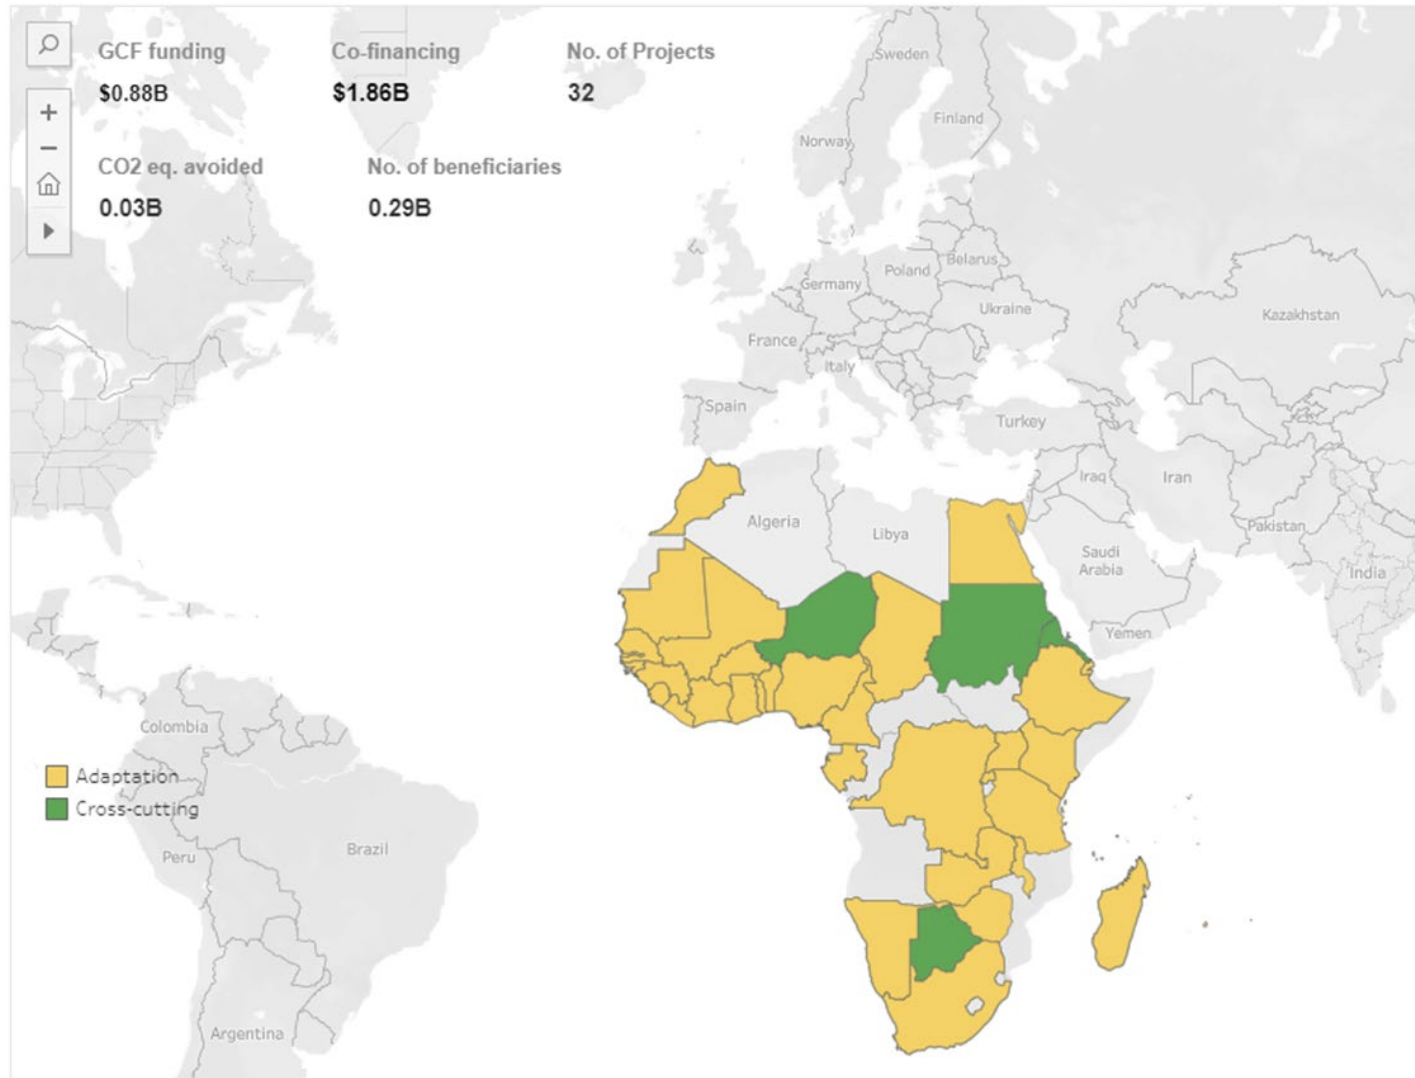 GCF funding
Co-financing
No. of Projects
$0.88B
$1.86B
32
CO2 eq. avoided
No. of beneficiaries
0.03B
0.29B
Sweden
Finland
Norway
Belarus
Poland
Germany
Ukraine
Kazakhstan
France
Italy
Spain
Turkey
Iraq
Iran
Algeria
Libya
Pakistan
Saudi
Arabia
India
Yemen
Colombia
Adaptation
Cross-cutting
Brazil
Peru
Argentina